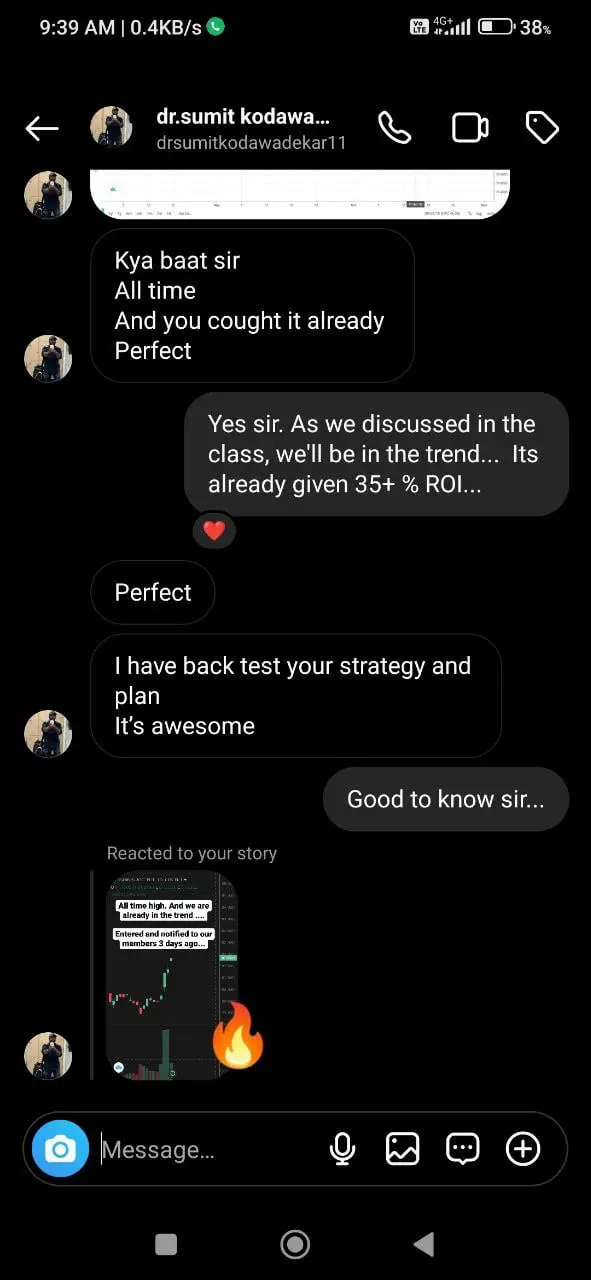 9:39 AM | 0.4KB/s
Vo LTE 4G+ 38%
dr.sumit kodawa...
drsumitkodawadekar11
Kya baat sir
All time
And you cought it already
Perfect
Yes sir. As we discussed in the
class, we'll be in the trend... Its
already given 35+ % ROI...
Perfect
I have back test your strategy and
plan
It's awesome
Good to know sir...
Reacted to your story
All time high. And we are
already in the trend ....
Entered and notified to our
members 3 days ago...
Message...